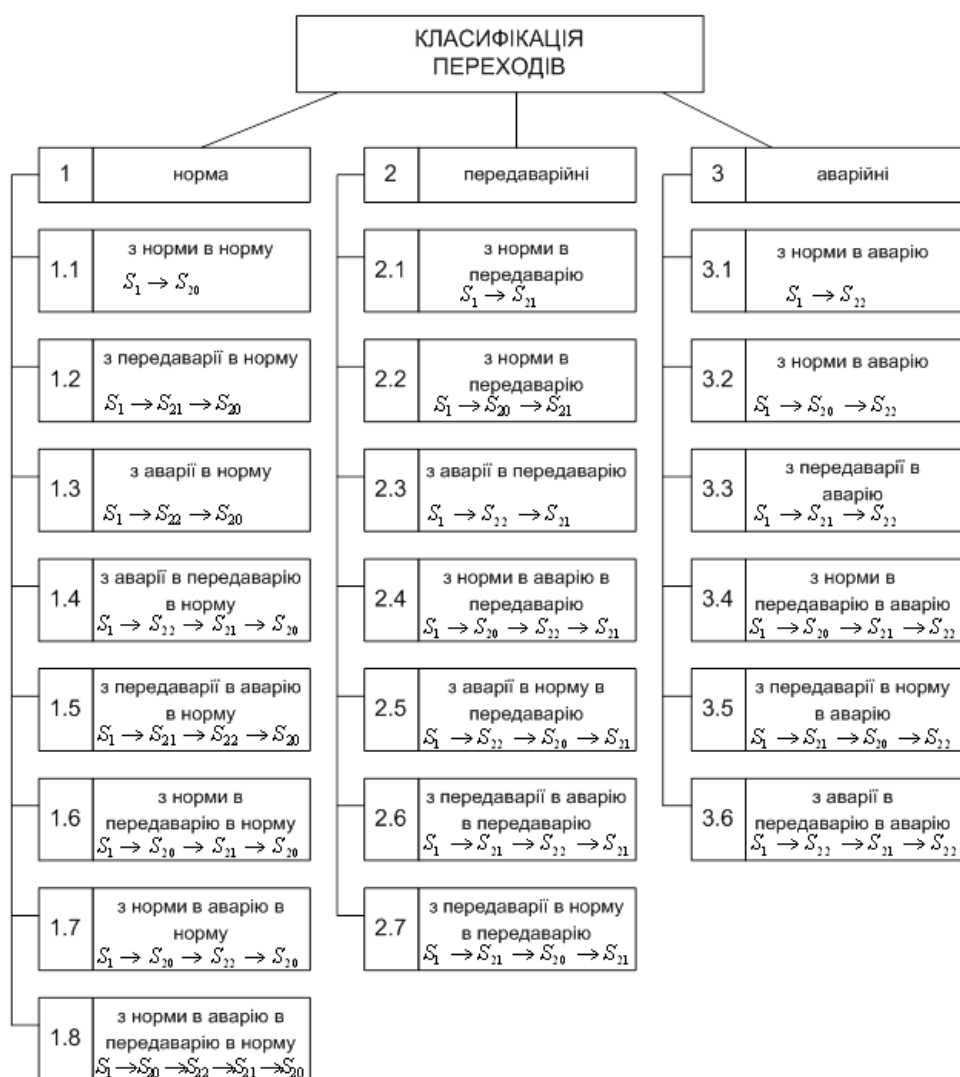 КЛАСИФІКАЦІЯ
ПЕРЕХОДІВ
1 норма
1.1 з норми в норму
S₁ → S₂₀
1.2 з передаварії в норму
S₁ → S₂₁ → S₂₀
1.3 з аварії в норму
S₁ → S₂₂ → S₂₀
1.4 з аварії в передаварію
в норму
S₁ → S₂₂ → S₂₁ → S₂₀
1.5 з передаварії в аварію
в норму
S₁ → S₂₁ → S₂₂ → S₂₀
1.6 з норми в
передаварію в норму
S₁ → S₂₀ → S₂₁ → S₂₀
1.7 з норми в аварію в
норму
S₁ → S₂₀ → S₂₂ → S₂₀
1.8 з норми в аварію в
передаварію в норму
S₁ → S₂₀ → S₂₂ → S₂₁ → S₂₀
2 передаварійні
2.1 з норми в
передаварію
S₁ → S₂₁
2.2 з норми в
передаварію
S₁ → S₂₀ → S₂₁
2.3 з аварії в передаварію
S₁ → S₂₂ → S₂₁
2.4 з норми в аварію в
передаварію
S₁ → S₂₀ → S₂₂ → S₂₁
2.5 з аварії в норму в
передаварію
S₁ → S₂₂ → S₂₀ → S₂₁
2.6 з передаварії в аварію
в передаварію
S₁ → S₂₁ → S₂₂ → S₂₁
2.7 з передаварії в норму
в передаварію
S₁ → S₂₁ → S₂₀ → S₂₁
3 аварійні
3.1 з норми в аварію
S₁ → S₂₂
3.2 з норми в аварію
S₁ → S₂₀ → S₂₂
3.3 з передаварії в
аварію
S₁ → S₂₁ → S₂₂
3.4 з норми в
передаварію в аварію
S₁ → S₂₀ → S₂₁ → S₂₂
3.5 з передаварії в норму
в аварію
S₁ → S₂₁ → S₂₀ → S₂₂
3.6 з аварії в
передаварію в аварію
S₁ → S₂₂ → S₂₁ → S₂₂